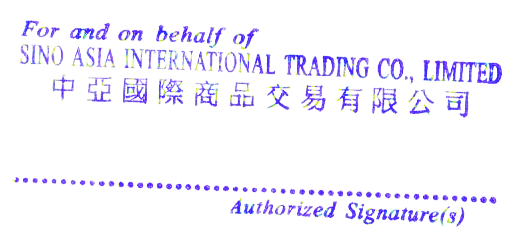 For and on behalf of
SINO ASIA INTERNATIONAL TRADING CO., LIMITED
中亞國際商品交易有限公司
Authorized Signature(s)